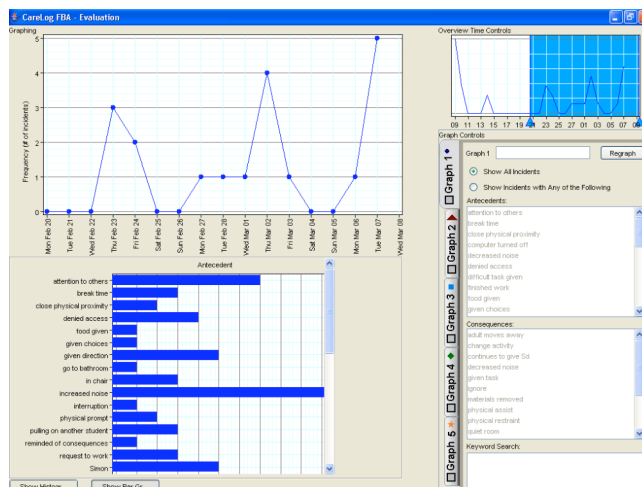 CareLog FBA - Evaluation
Graphing
Frequency (# of incidents)
5
4
3
2
1
0
Mon Feb 20
Tue Feb 21
Wed Feb 22
Thu Feb 23
Fri Feb 24
Sat Feb 25
Sun Feb 26
Mon Feb 27
Tue Feb 28
Wed Mar 01
Thu Mar 02
Fri Mar 03
Sat Mar 04
Sun Mar 05
Mon Mar 06
Tue Mar 07
Wed Mar 08
Antecedent
attention to others
break time
close physical proximity
denied access
food given
given choices
given direction
go to bathroom
in chair
increased noise
interruption
physical prompt
pulling on another student
reminded of consequences
request to work
Simon
Overview Time Controls
09 11 13 15 17 19 21 23 25 27 01 03 05 07 09
Graph Controls
Graph 1
Graph 2
Graph 3
Graph 4
Graph 5
Graph 1
Regraph
Show All Incidents
Show Incidents with Any of the Following
Antecedents:
attention to others
break time
close physical proximity
computer turned off
decreased noise
denied access
difficult task given
finished work
food given
given choices
Consequences:
adult moves away
change activity
continues to give Sd
decreased noise
given task
ignore
materials removed
physical assist
physical restraint
quiet room
Keyword Search: